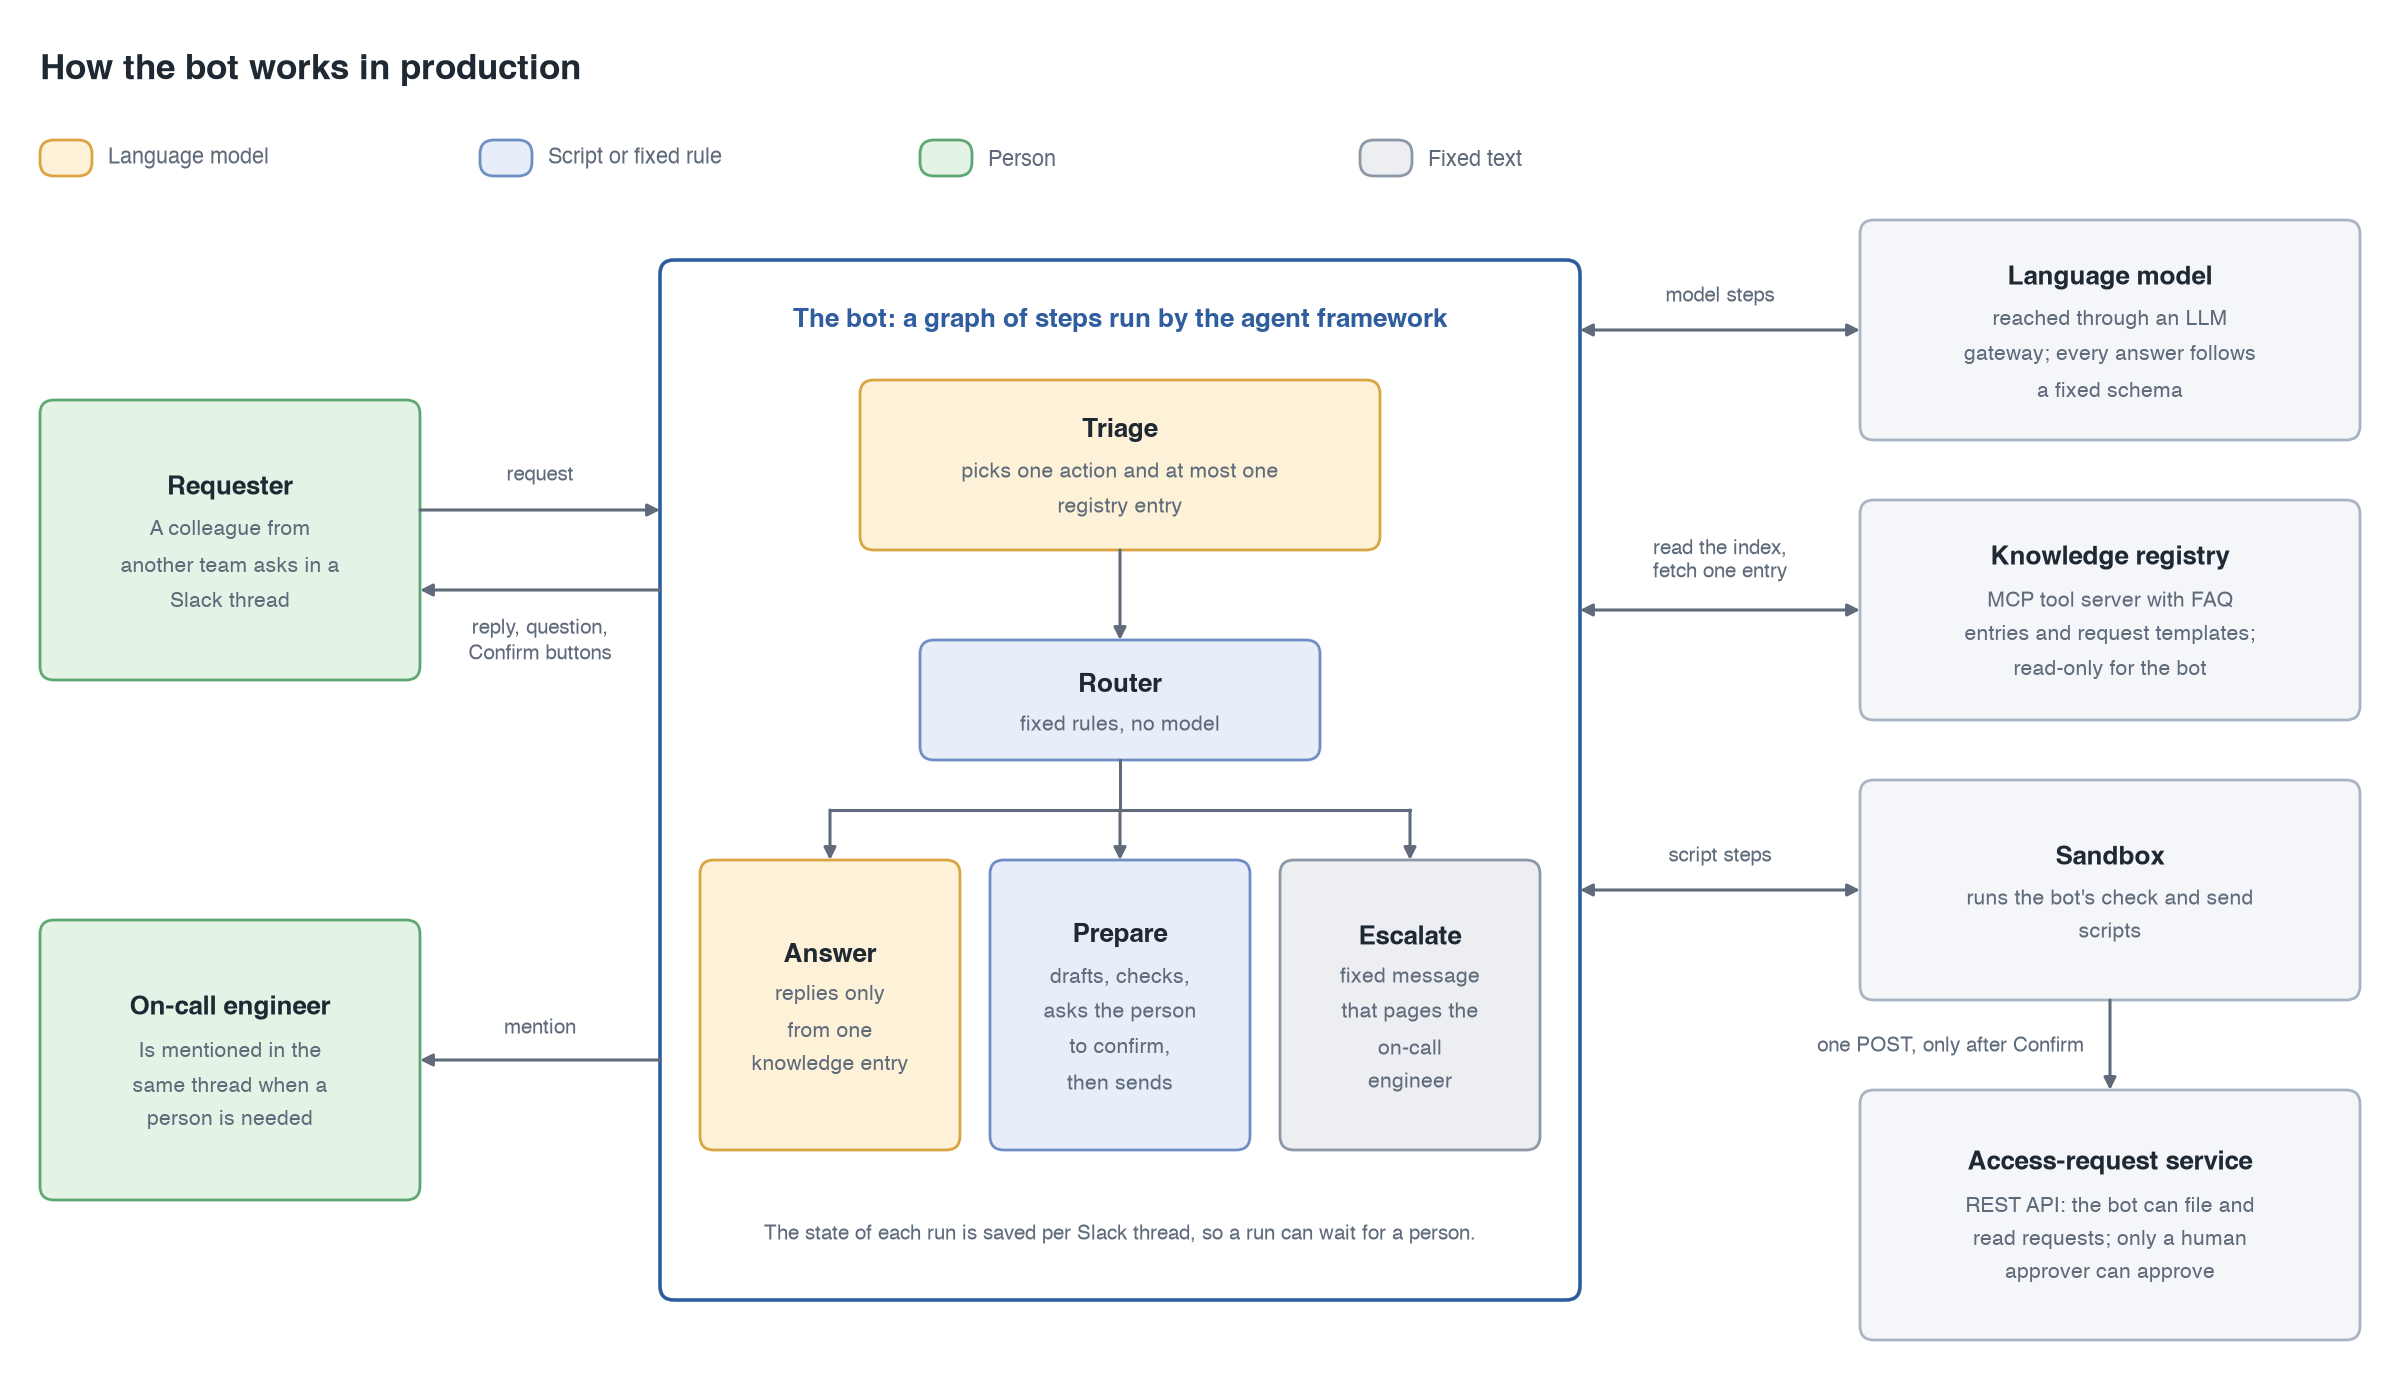 How the bot works in production
Language model
Script or fixed rule
Person
Fixed text
Requester
A colleague from
another team asks in a
Slack thread
request
reply, question,
Confirm buttons
On-call engineer
Is mentioned in the
same thread when a
person is needed
mention
The bot: a graph of steps run by the agent framework
Triage
picks one action and at most one
registry entry
Router
fixed rules, no model
Answer
replies only
from one
knowledge entry
Prepare
drafts, checks,
asks the person
to confirm,
then sends
Escalate
fixed message
that pages the
on-call
engineer
The state of each run is saved per Slack thread, so a run can wait for a person.
model steps
Language model
reached through an LLM
gateway; every answer follows
a fixed schema
read the index,
fetch one entry
Knowledge registry
MCP tool server with FAQ
entries and request templates;
read-only for the bot
script steps
Sandbox
runs the bot's check and send
scripts
one POST, only after Confirm
Access-request service
REST API: the bot can file and
read requests; only a human
approver can approve